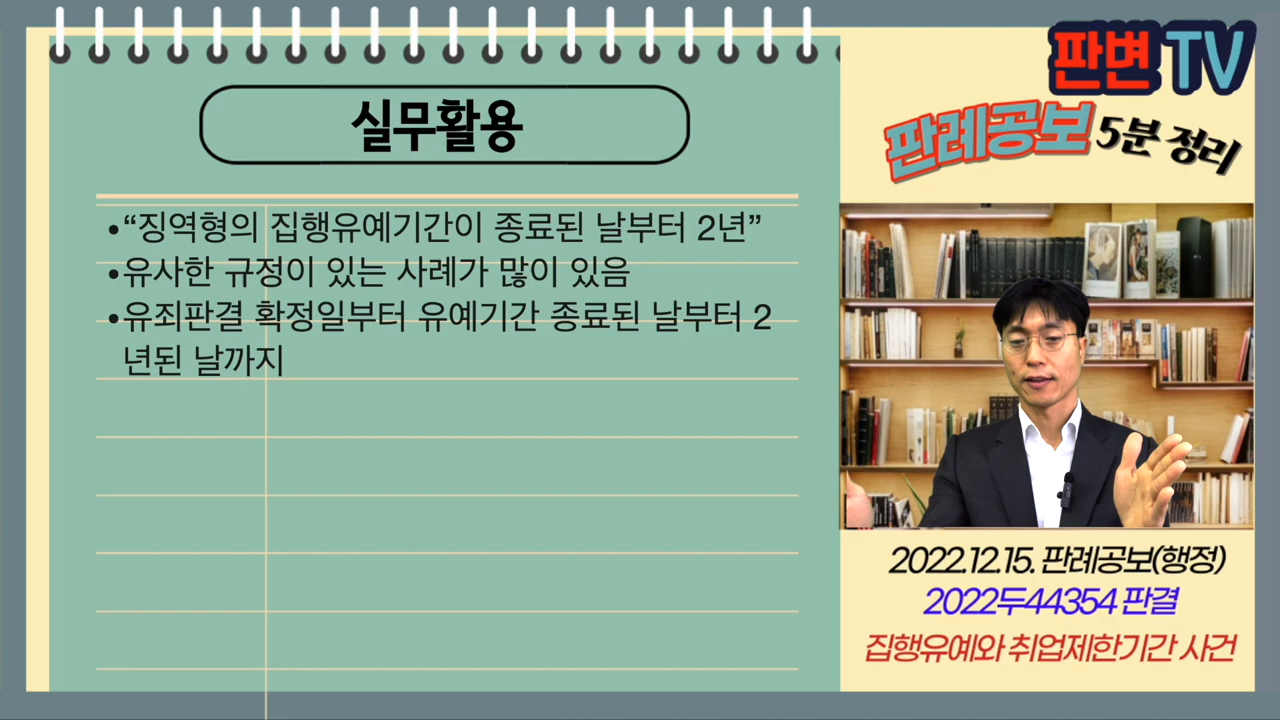 실무활용
•“징역형의 집행유예기간이 종료된 날부터 2년”
•유사한 규정이 있는 사례가 많이 있음
•유죄판결 확정일부터 유예기간 종료된 날부터 2
년된 날까지
판변 TV
판례공보 5분 정리
2022.12.15. 판례공보(행정)
2022두44354 판결
집행유예와 취업제한기간 사건